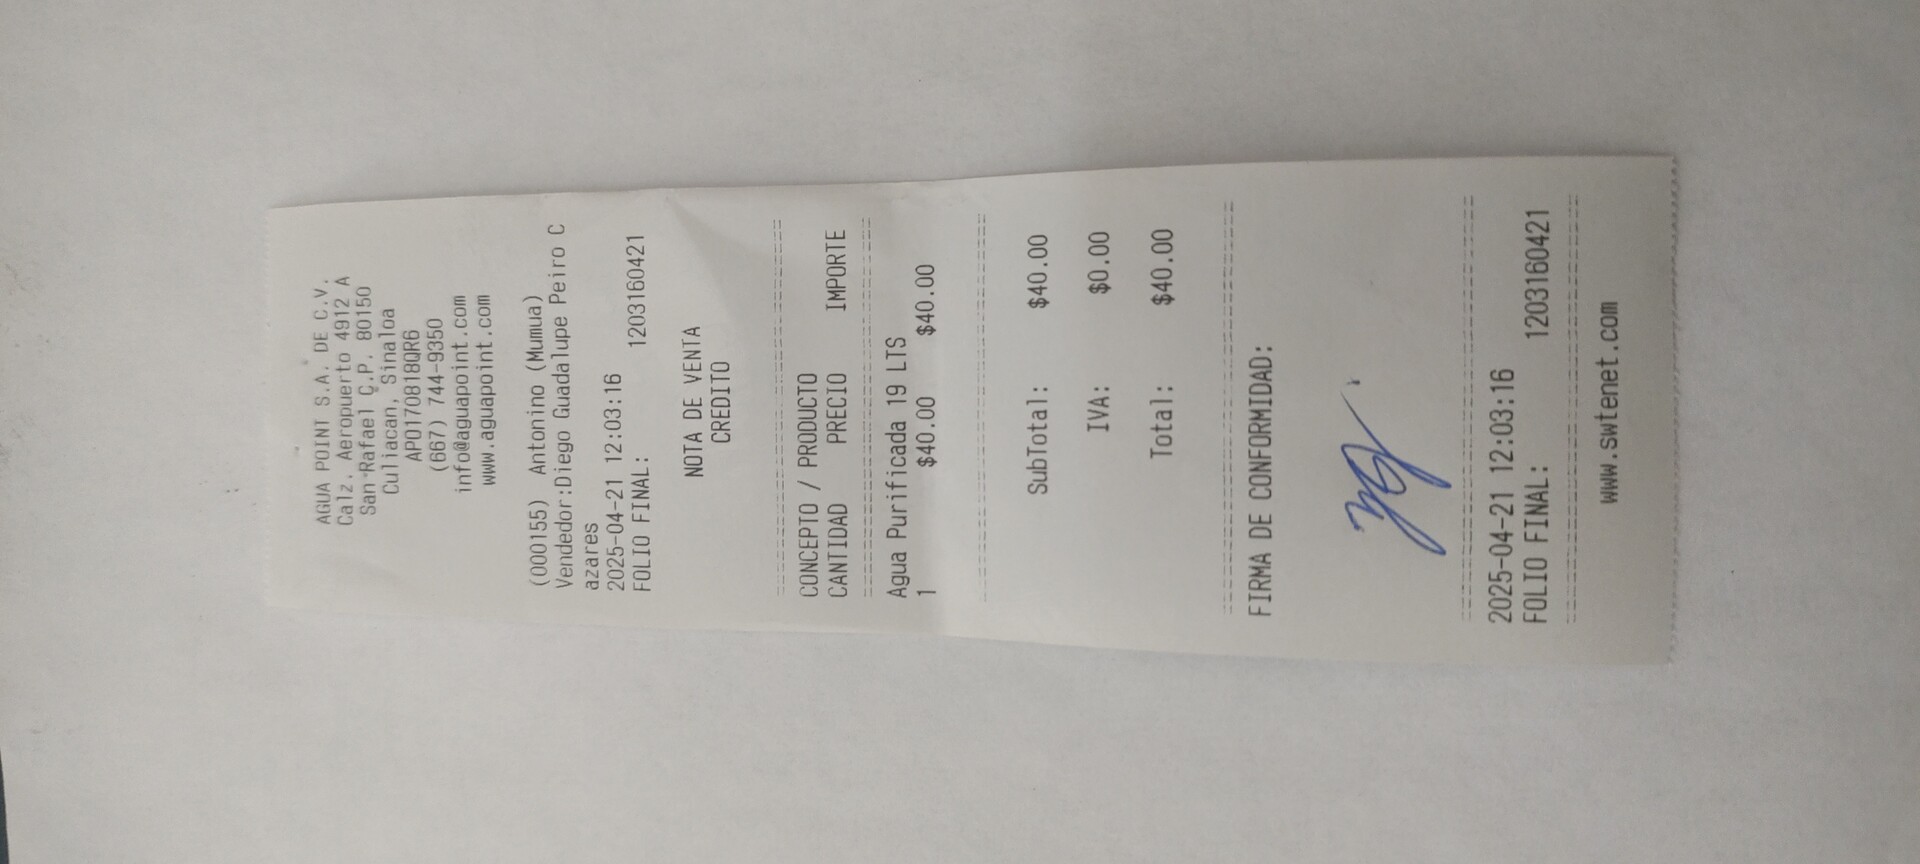 AGUA POINT S.A. DE C.V.
Calz. Aeropuerto 4912 A
San Rafael C.P. 80150
Culiacan, Sinaloa
APO170818QR6
(667) 744-9350
info@aguapoint.com
www.aguapoint.com
(000155) Antonino (Mumua)
Vendedor:Diego Guadalupe Peiro C
azares
2025-04-21 12:03:16
FOLIO FINAL: 1203160421
NOTA DE VENTA
CREDITO
CONCEPTO / PRODUCTO
CANTIDAD PRECIO IMPORTE
Agua Purificada 19 LTS
1 $40.00 $40.00
SubTotal: $40.00
IVA: $0.00
Total: $40.00
FIRMA DE CONFORMIDAD:
2025-04-21 12:03:16
FOLIO FINAL: 1203160421
www.swtenet.com